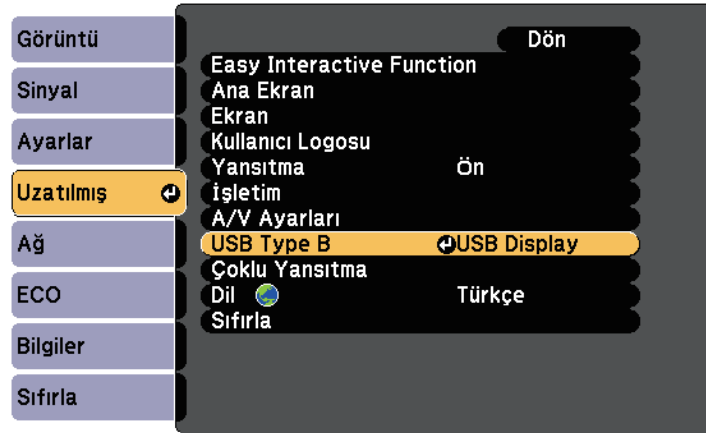 Görüntü
Sinyal
Ayarlar
Uzatılmış
Ağ
ECO
Bilgiler
Sıfırla
Dön
Easy Interactive Function
Ana Ekran
Ekran
Kullanıcı Logosu
Yansıtma Ön
İşletim
A/V Ayarları
USB Type B USB Display
Çoklu Yansıtma
Dil Türkçe
Sıfırla